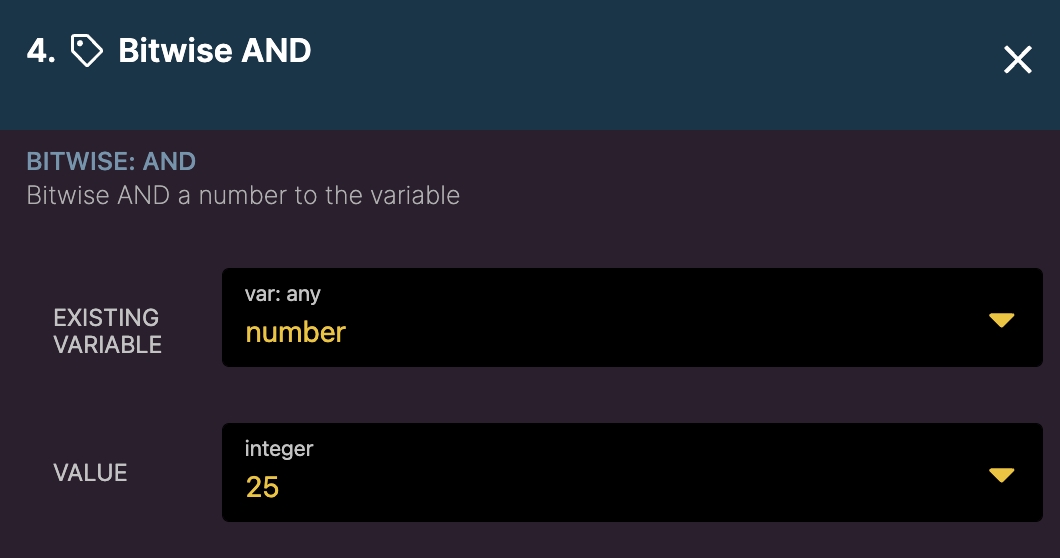 4. Bitwise AND
BITWISE: AND
Bitwise AND a number to the variable
EXISTING
VARIABLE
var: any
number
VALUE
integer
25